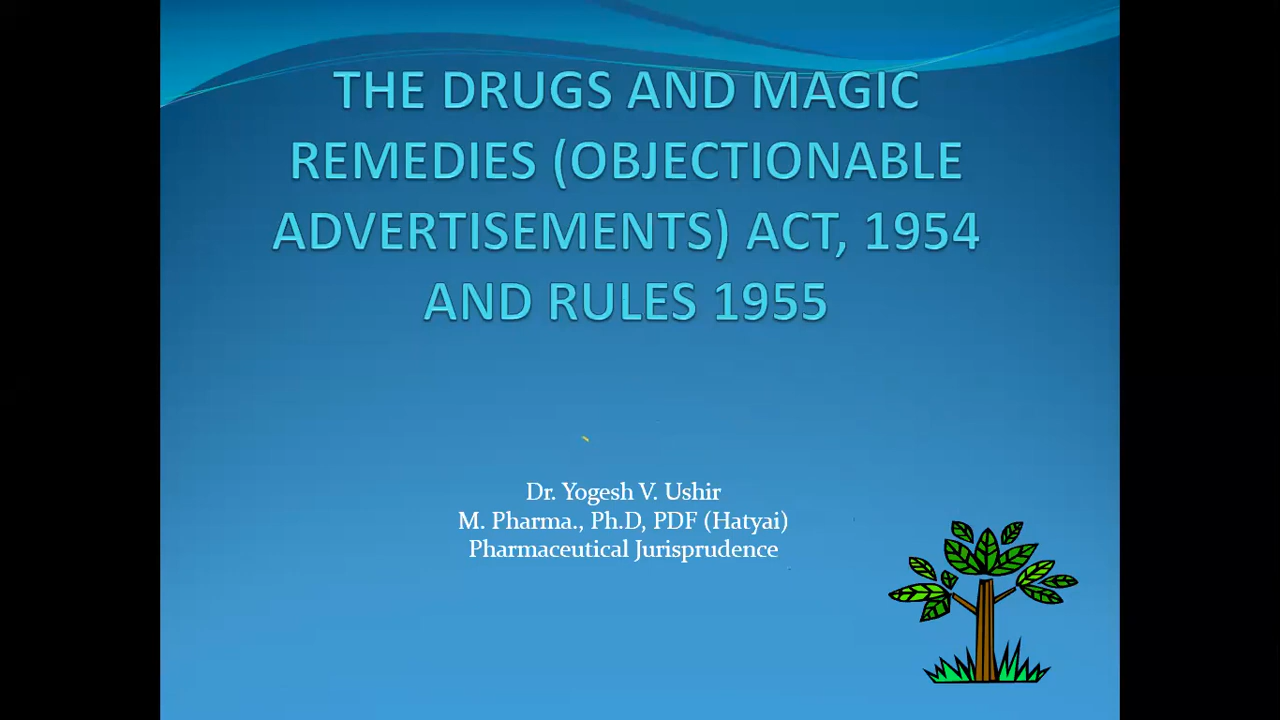 THE DRUGS AND MAGIC
REMEDIES (OBJECTIONABLE
ADVERTISEMENTS) ACT, 1954
AND RULES 1955
Dr. Yogesh V. Ushir
M. Pharma., Ph.D, PDF (Hatyai)
Pharmaceutical Jurisprudence